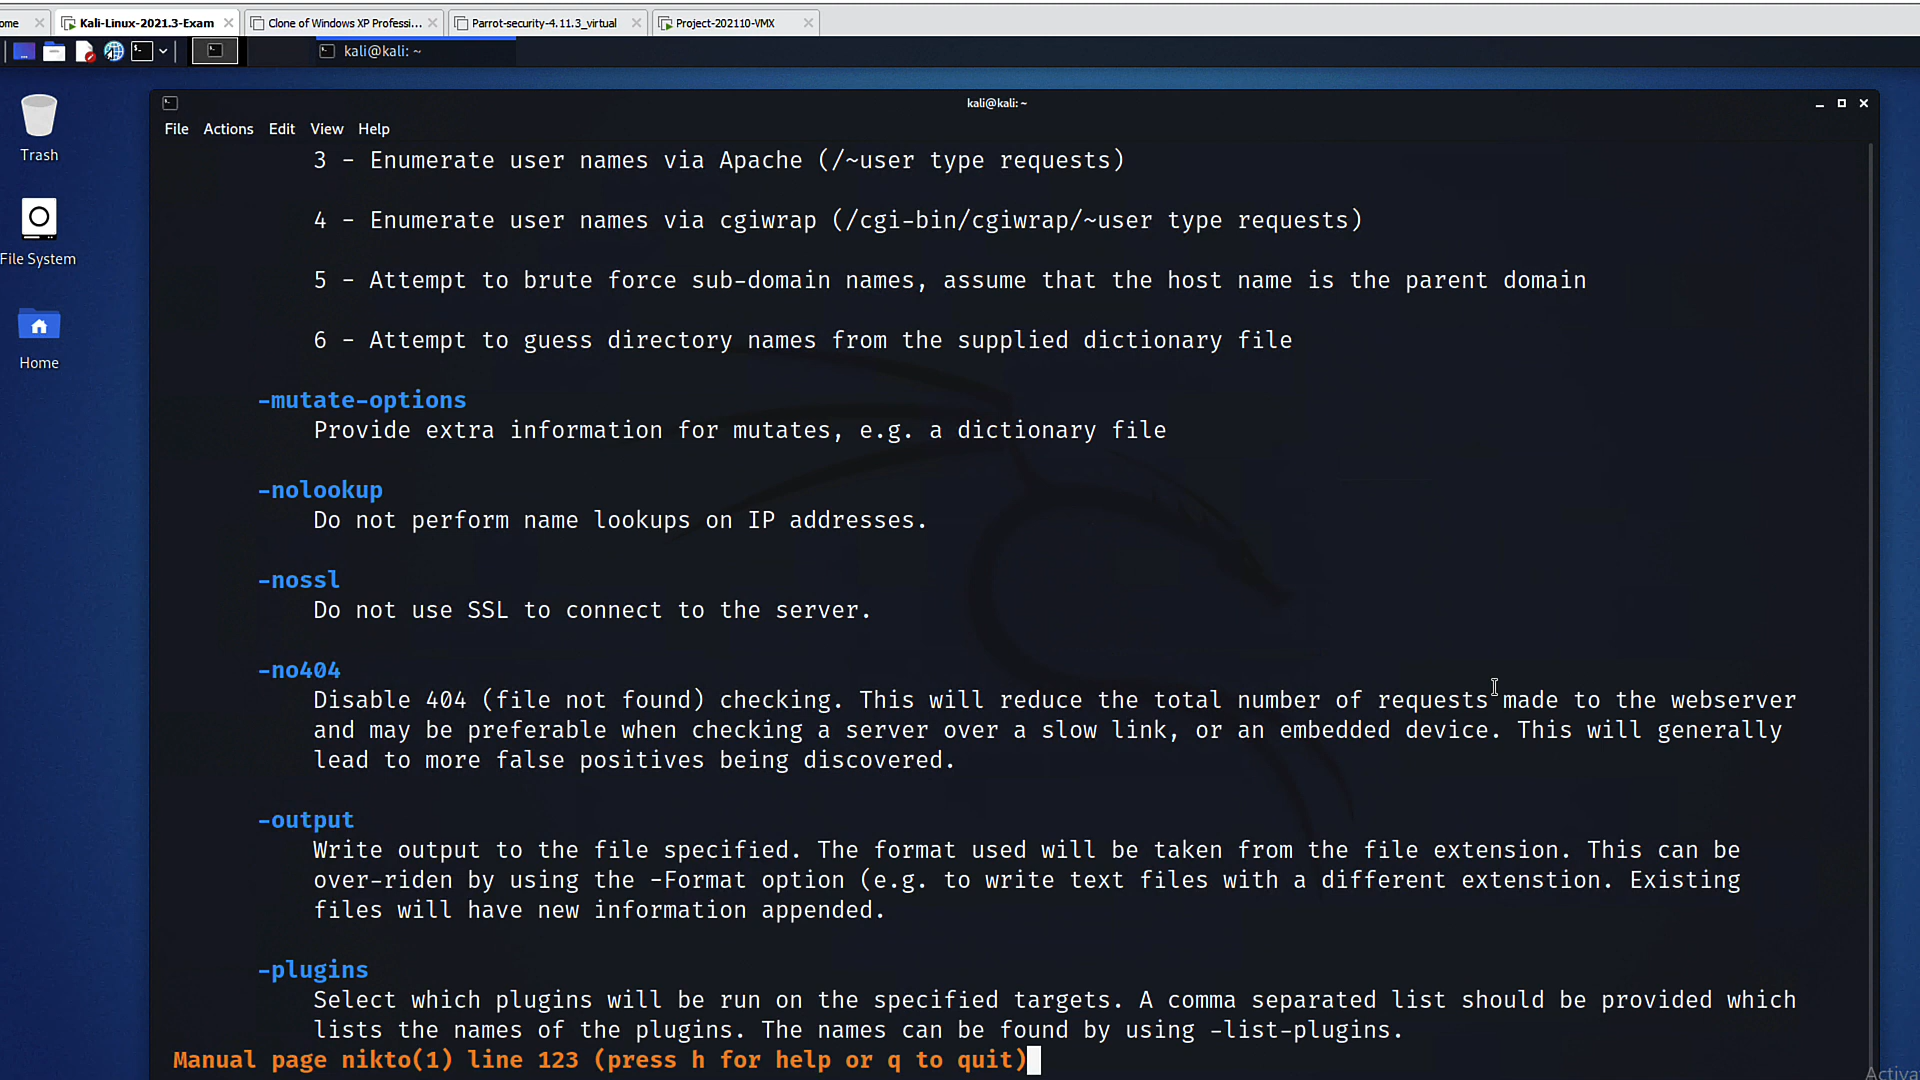 ome
Kali-Linux-2021.3-Exam
Clone of Windows XP Professi...
Parrot-security-4.11.3_virtual
Project-202110-VMX
kali@kali: ~
kali@kali: ~
File Actions Edit View Help
Trash
File System
Home
3 - Enumerate user names via Apache (/~user type requests)
4 - Enumerate user names via cgiwrap (/cgi-bin/cgiwrap/~user type requests)
5 - Attempt to brute force sub-domain names, assume that the host name is the parent domain
6 - Attempt to guess directory names from the supplied dictionary file
-mutate-options
Provide extra information for mutates, e.g. a dictionary file
-nolookup
Do not perform name lookups on IP addresses.
-nossl
Do not use SSL to connect to the server.
-no404
Disable 404 (file not found) checking. This will reduce the total number of requests made to the webserver
and may be preferable when checking a server over a slow link, or an embedded device. This will generally
lead to more false positives being discovered.
-output
Write output to the file specified. The format used will be taken from the file extension. This can be
over-riden by using the -Format option (e.g. to write text files with a different extenstion. Existing
files will have new information appended.
-plugins
Select which plugins will be run on the specified targets. A comma separated list should be provided which
lists the names of the plugins. The names can be found by using -list-plugins.
Manual page nikto(1) line 123 (press h for help or q to quit)
Activa